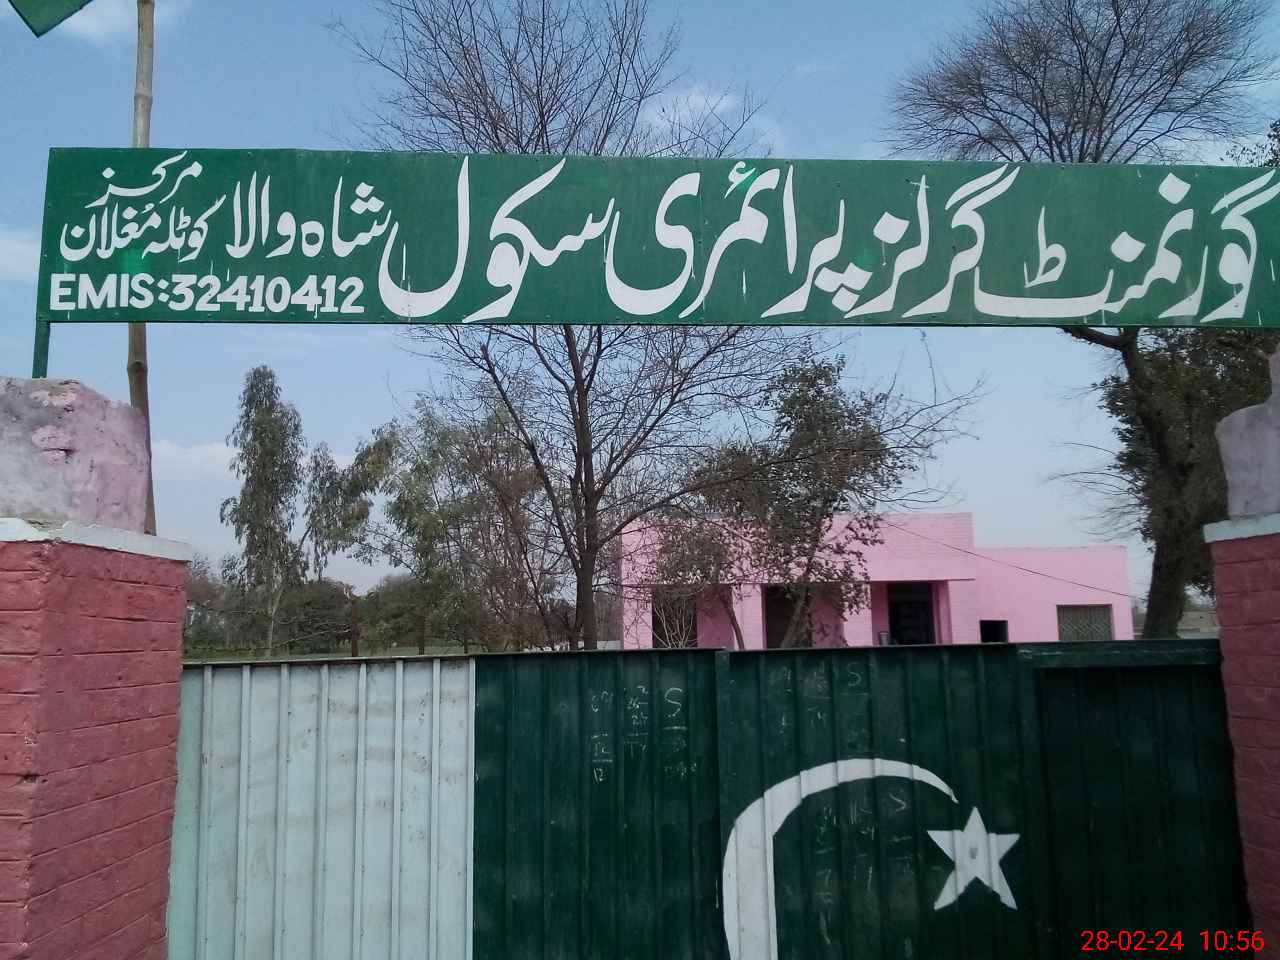 گورنمنٹ گرلز پرائمری سکول شاہ والا کوٹلہ مغلان مرکز
EMIS:32410412
28-02-24 10:56